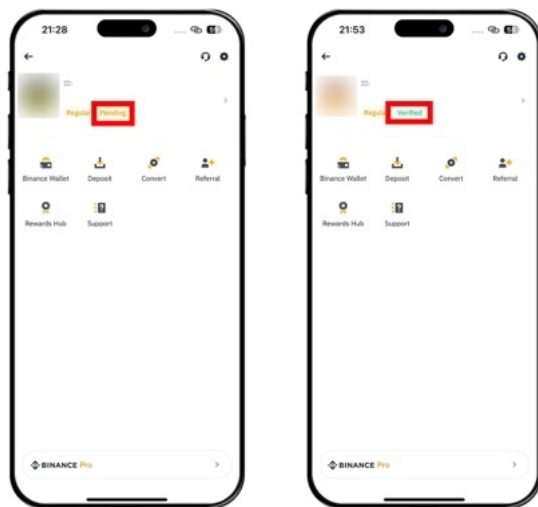 21:28
ID:
Regular Pending
Binance Wallet Deposit Convert Referral
Rewards Hub Support
BINANCE Pro
21:53
ID:
Regula Verified
Binance Wallet Deposit Convert Referral
Rewards Hub Support
BINANCE Pro